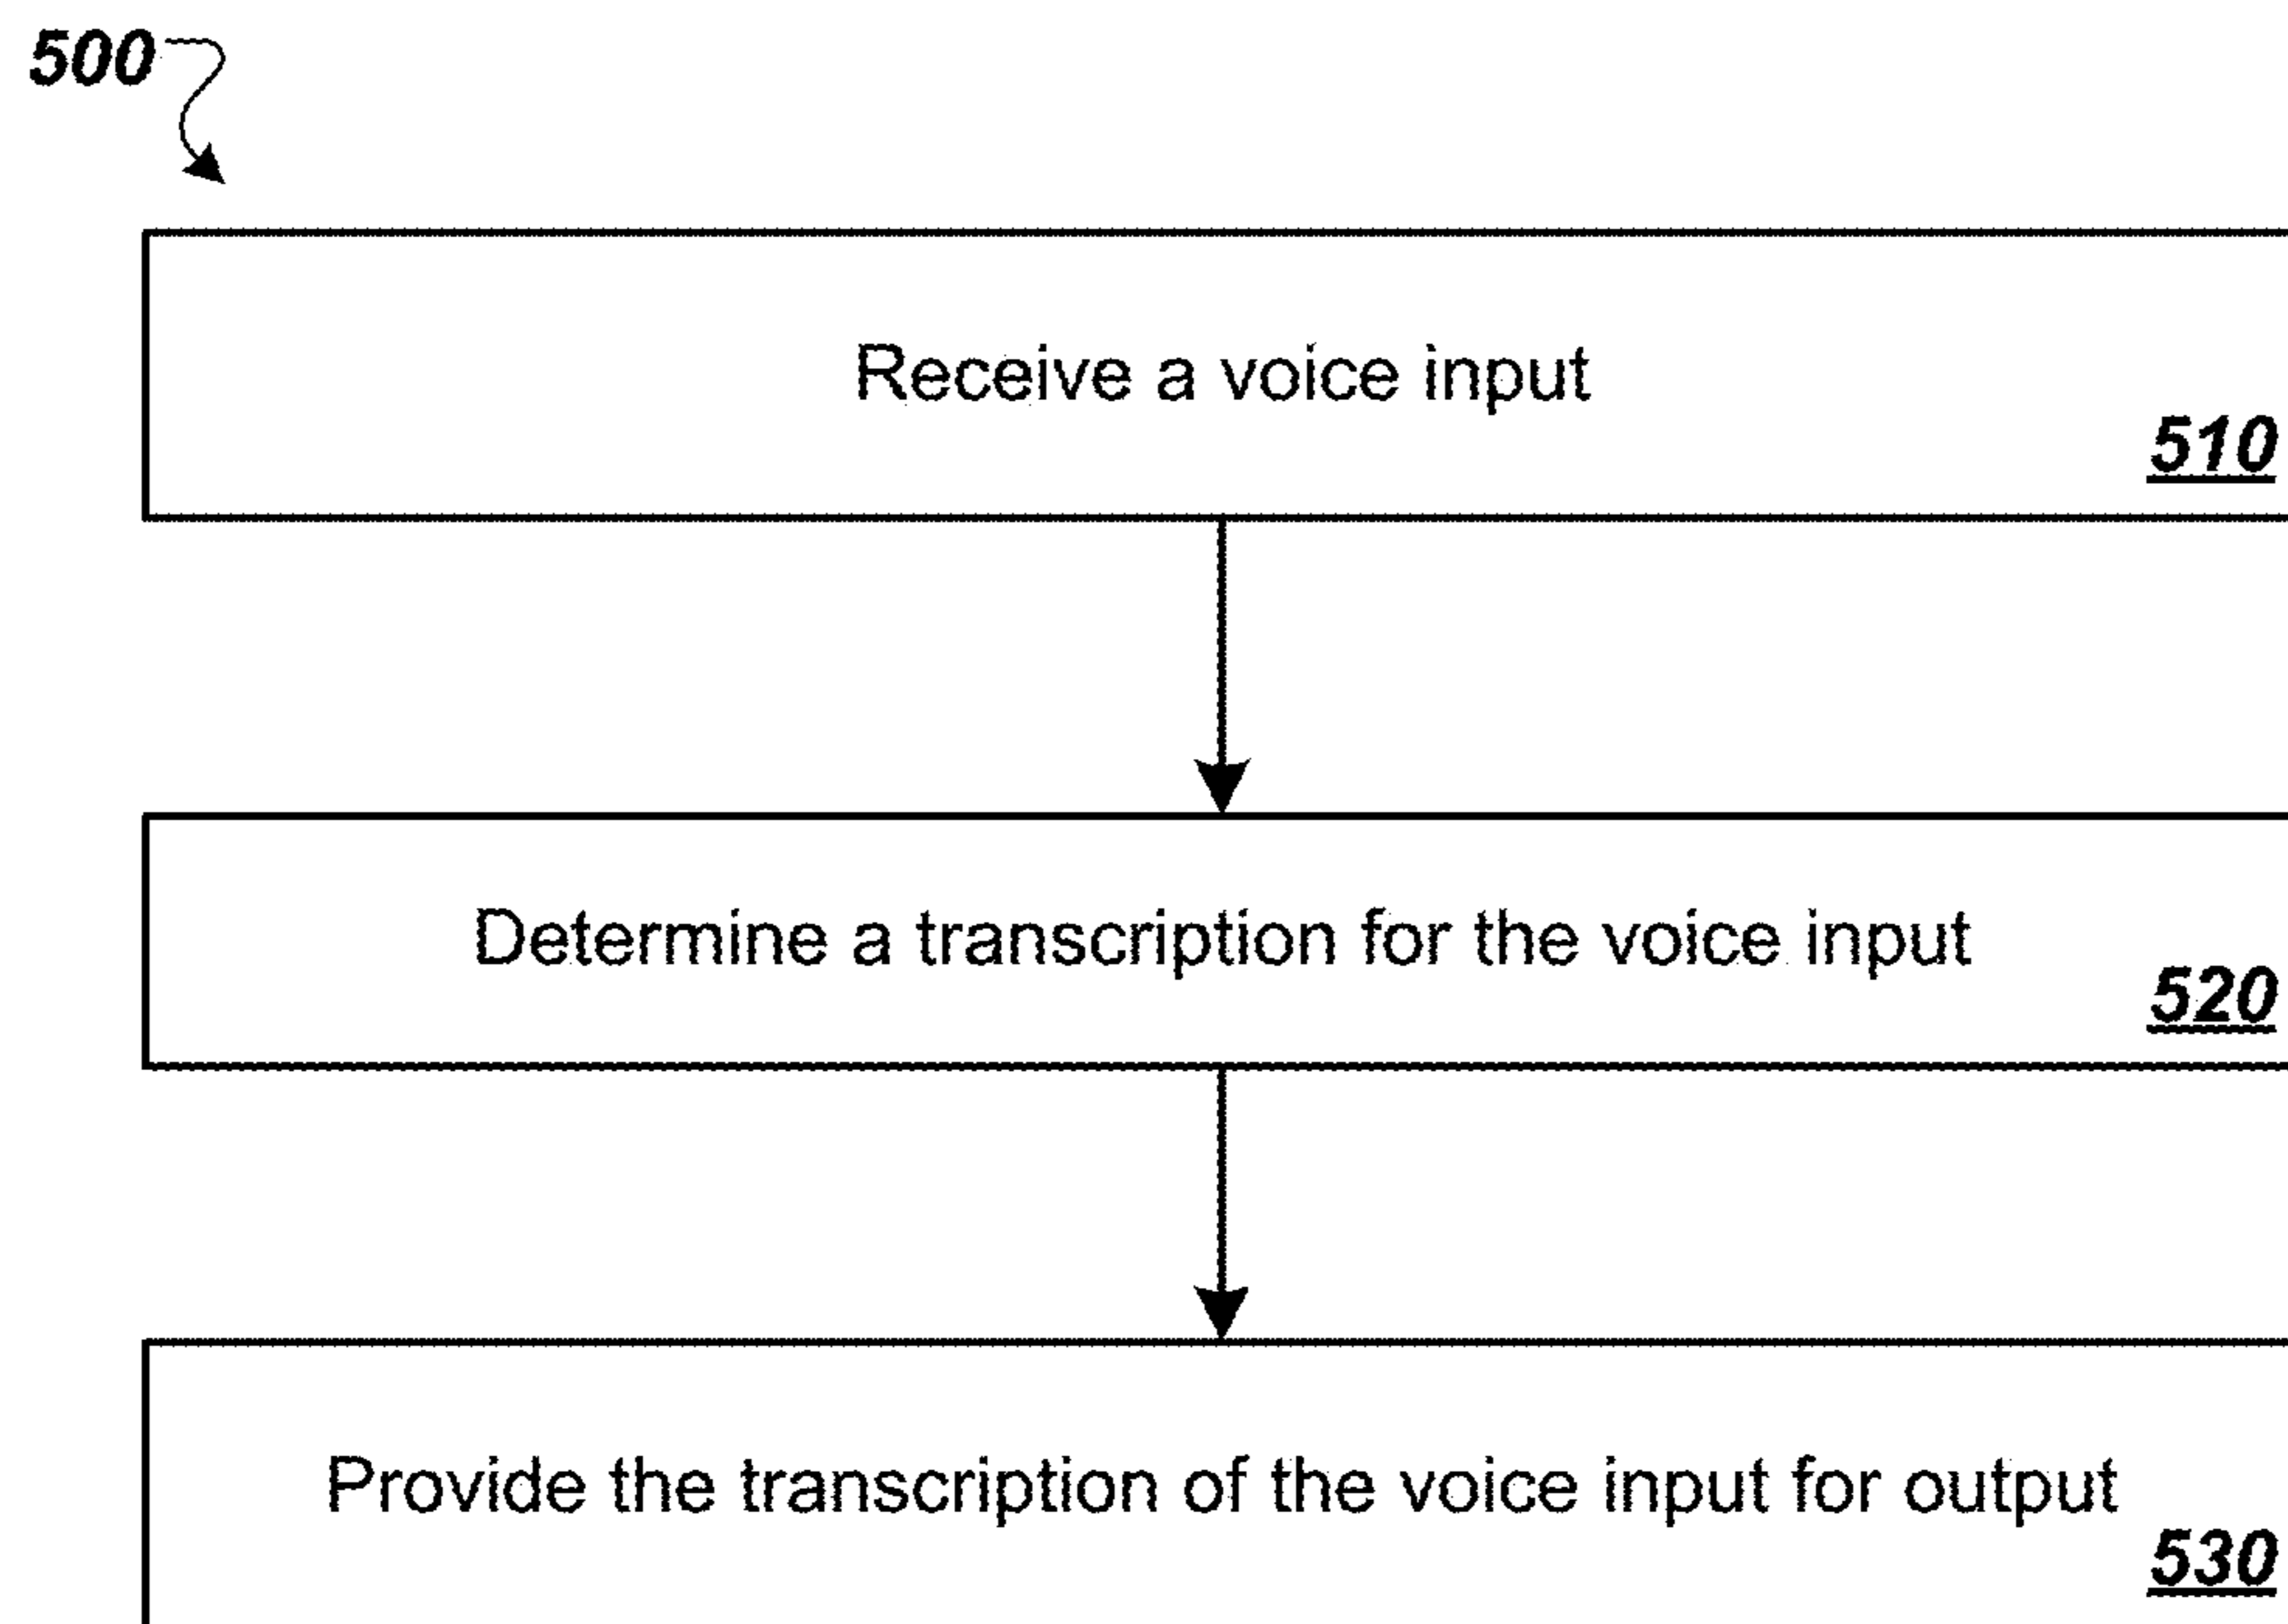 500
Receive a voice input
510
Determine a transcription for the voice input
520
Provide the transcription of the voice input for output
530